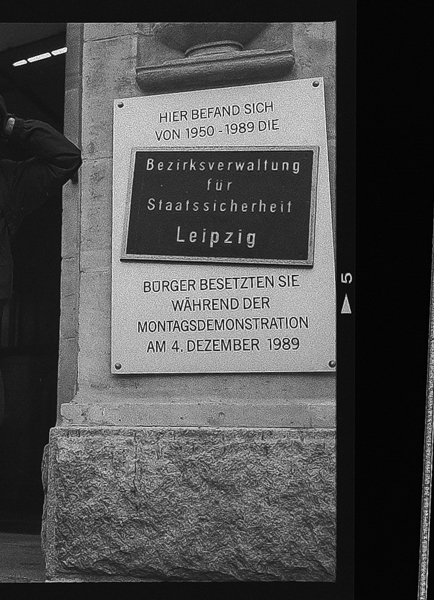 HIER BEFAND SICH
VON 1950 - 1989 DIE
Bezirksverwaltung
für
Staatssicherheit
Leipzig
BÜRGER BESETZTEN SIE
WÄHREND DER
MONTAGSDEMONSTRATION
AM 4. DEZEMBER 1989
5